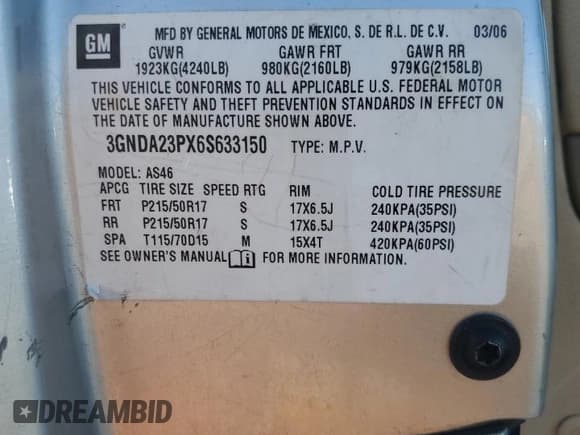 GM
MFD BY GENERAL MOTORS DE MEXICO, S. DE R.L. DE C.V. 03/06
GVWR GAWR FRT GAWR RR
1923KG(4240LB) 980KG(2160LB) 979KG(2158LB)
THIS VEHICLE CONFORMS TO ALL APPLICABLE U.S. FEDERAL MOTOR
VEHICLE SAFETY AND THEFT PREVENTION STANDARDS IN EFFECT ON
THE DATE OF MANUFACTURE SHOWN ABOVE.
3GNDA23PX6S633150 TYPE: M.P.V.
MODEL: AS46
APCG TIRE SIZE SPEED RTG RIM COLD TIRE PRESSURE
FRT P215/50R17 S 17X6.5J 240KPA(35PSI)
RR P215/50R17 S 17X6.5J 240KPA(35PSI)
SPA T115/70D15 M 15X4T 420KPA(60PSI)
SEE OWNER'S MANUAL FOR MORE INFORMATION.
DREAMBID